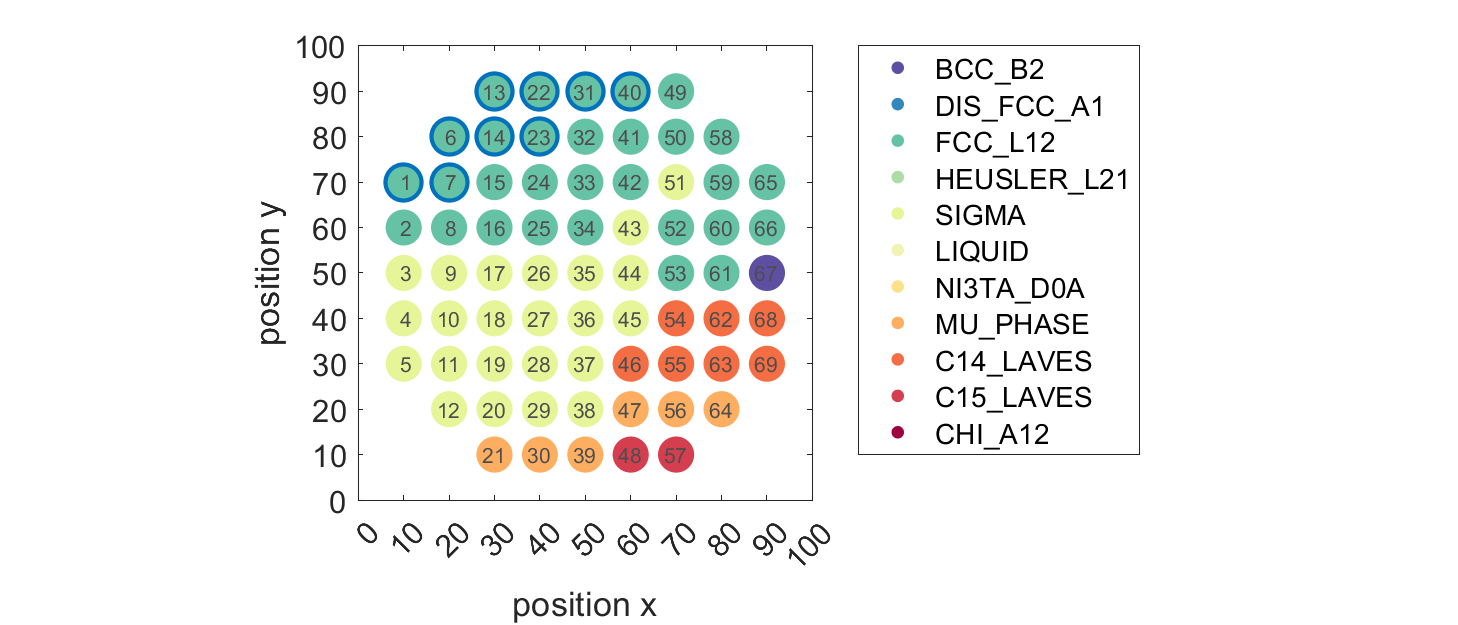 100
90
80
70
60
50
40
30
20
10
0
position y
13 22 31 40 49
6 14 23 32 41 50 58
1 7 15 24 33 42 51 59 65
2 8 16 25 34 43 52 60 66
3 9 17 26 35 44 53 61 67
4 10 18 27 36 45 54 62 68
5 11 19 28 37 46 55 63 69
12 20 29 38 47 56 64
21 30 39 48 57
0 10 20 30 40 50 60 70 80 90 100
position x
BCC_B2
DIS_FCC_A1
FCC_L12
HEUSLER_L21
SIGMA
LIQUID
NI3TA_D0A
MU_PHASE
C14_LAVES
C15_LAVES
CHI_A12